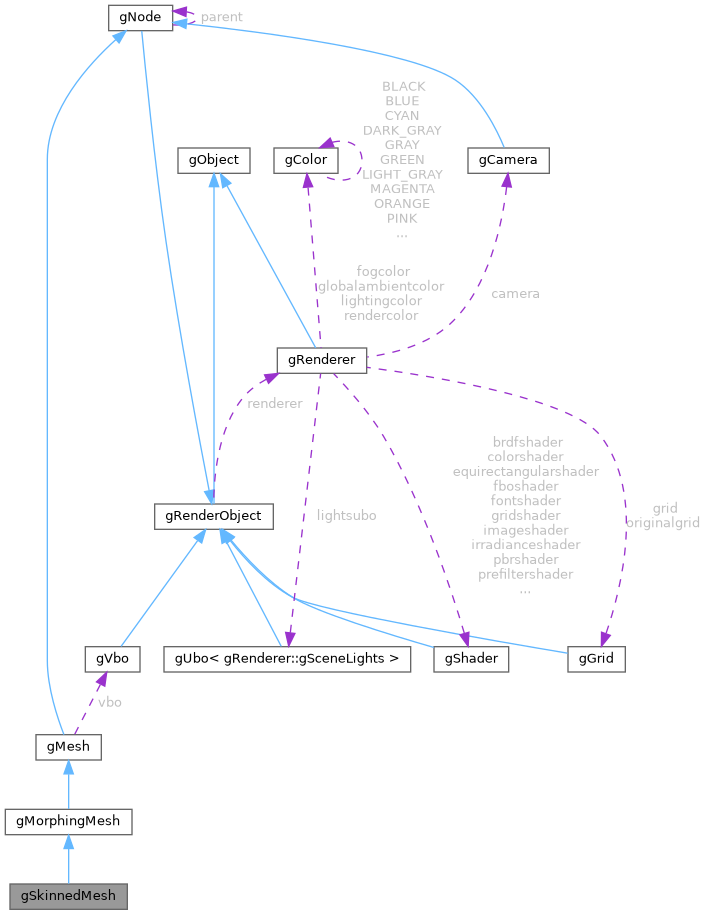 gNode
parent
BLACK
BLUE
CYAN
DARK_GRAY
GRAY
GREEN
LIGHT_GRAY
MAGENTA
ORANGE
PINK
...
gObject
gColor
gCamera
fogcolor
globalambientcolor
lightingcolor
rendercolor
camera
gRenderer
renderer
brdfshader
colorshader
equirectangularshader
fboshader
fontshader
gridshader
imageshader
irradianceshader
pbrshader
prefiltershader
...
grid
originalgrid
lightsubo
gRenderObject
gVbo
gUbo< gRenderer::gSceneLights >
gShader
gGrid
vbo
gMesh
gMorphingMesh
gSkinnedMesh